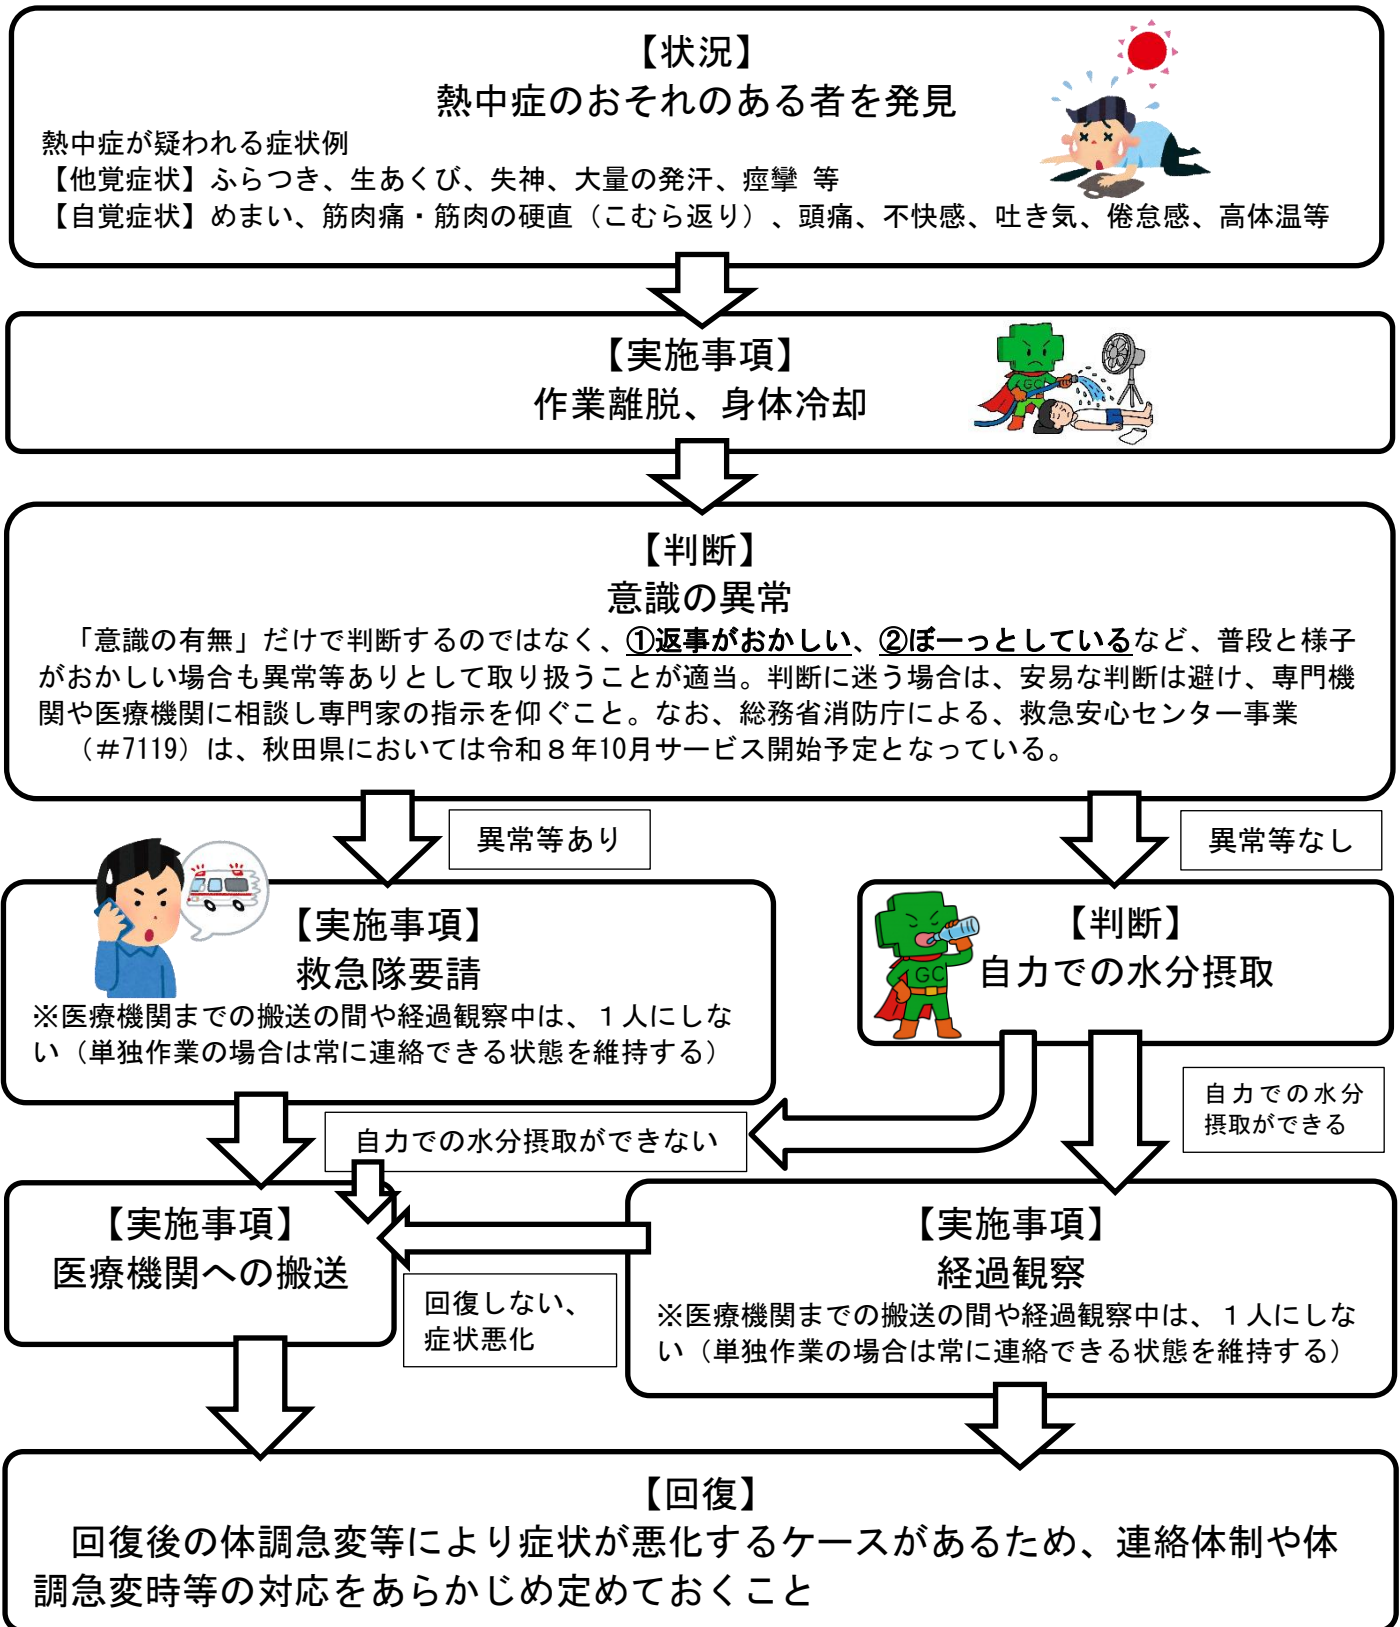 【状況】
熱中症のおそれのある者を発見
熱中症が疑われる症状例
【他覚症状】ふらつき、生あくび、失神、大量の発汗、痙攣 等
【自覚症状】めまい、筋肉痛・筋肉の硬直（こむら返り）、頭痛、不快感、吐き気、倦怠感、高体温等
【実施事項】
作業離脱、身体冷却
GC
【判断】
意識の異常
「意識の有無」だけで判断するのではなく、①返事がおかしい、②ぼーっとしているなど、普段と様子
がおかしい場合も異常等ありとして取り扱うことが適当。判断に迷う場合は、安易な判断は避け、専門機
関や医療機関に相談し専門家の指示を仰ぐこと。なお、総務省消防庁による、救急安心センター事業
（＃7119）は、秋田県においては令和８年10月サービス開始予定となっている。
異常等あり
異常等なし
【実施事項】
救急隊要請
※医療機関までの搬送の間や経過観察中は、１人にしな
い（単独作業の場合は常に連絡できる状態を維持する）
【判断】
自力での水分摂取
GC
自力での水分
摂取ができる
自力での水分摂取ができない
【実施事項】
医療機関への搬送
回復しない、
症状悪化
【実施事項】
経過観察
※医療機関までの搬送の間や経過観察中は、１人にしな
い（単独作業の場合は常に連絡できる状態を維持する）
【回復】
回復後の体調急変等により症状が悪化するケースがあるため、連絡体制や体
調急変時等の対応をあらかじめ定めておくこと